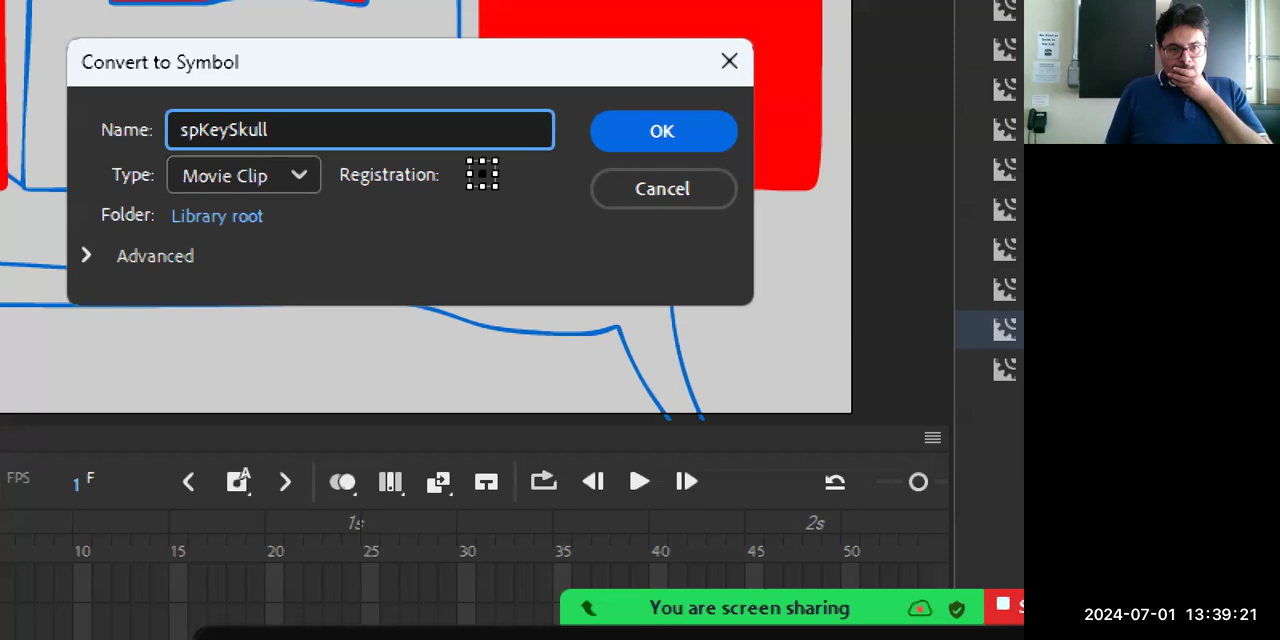 Convert to Symbol
Name: spKeySkull
OK
Type: Movie Clip Registration:
Cancel
Folder: Library root
Advanced
FPS 1 F
1s 2s
10 15 20 25 30 35 40 45 50
You are screen sharing
S
2024-07-01 13:39:21